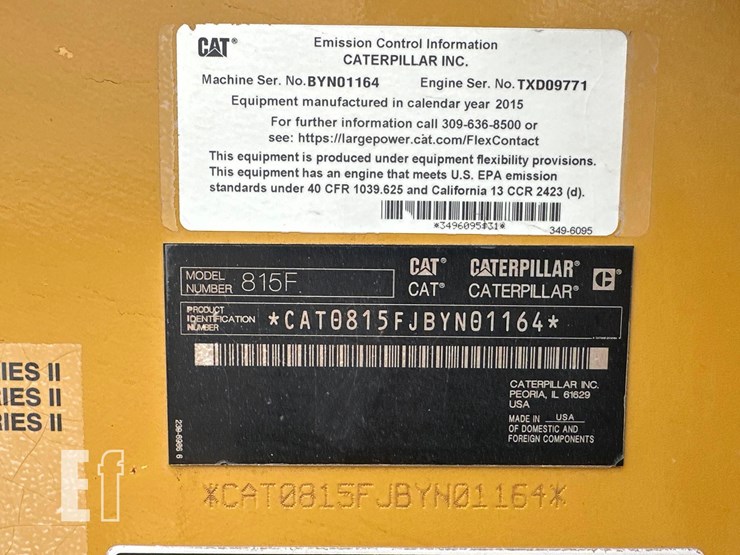 CAT®
Emission Control Information
CATERPILLAR INC.
Machine Ser. No. BYN01164 Engine Ser. No. TXD09771
Equipment manufactured in calendar year 2015
For further information call 309-636-8500 or
see: https://largepower.cat.com/FlexContact
This equipment is produced under equipment flexibility provisions.
This equipment has an engine that meets U.S. EPA emission
standards under 40 CFR 1039.625 and California 13 CCR 2423 (d).
*3496095$31*
349-6095
MODEL
NUMBER 815F
CAT® CATERPILLAR®
CAT® CATERPILLAR®
PRODUCT
IDENTIFICATION
NUMBER
*CAT0815FJBYN01164*
CATERPILLAR INC.
PEORIA, IL 61629
USA
MADE IN USA
OF DOMESTIC AND
FOREIGN COMPONENTS
IES II
IES II
RIES II
*CAT0815FJBYN01164*
Ef